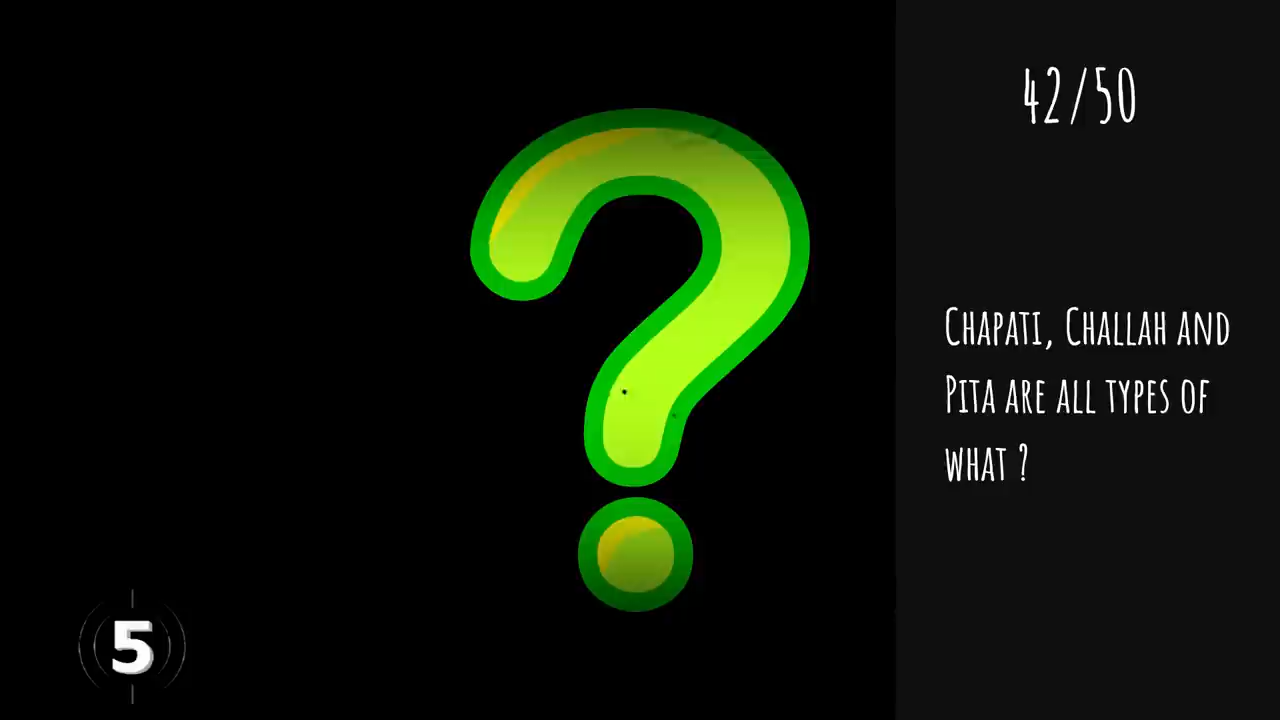 42/50
Chapati, Challah and
Pita are all types of
what ?
5